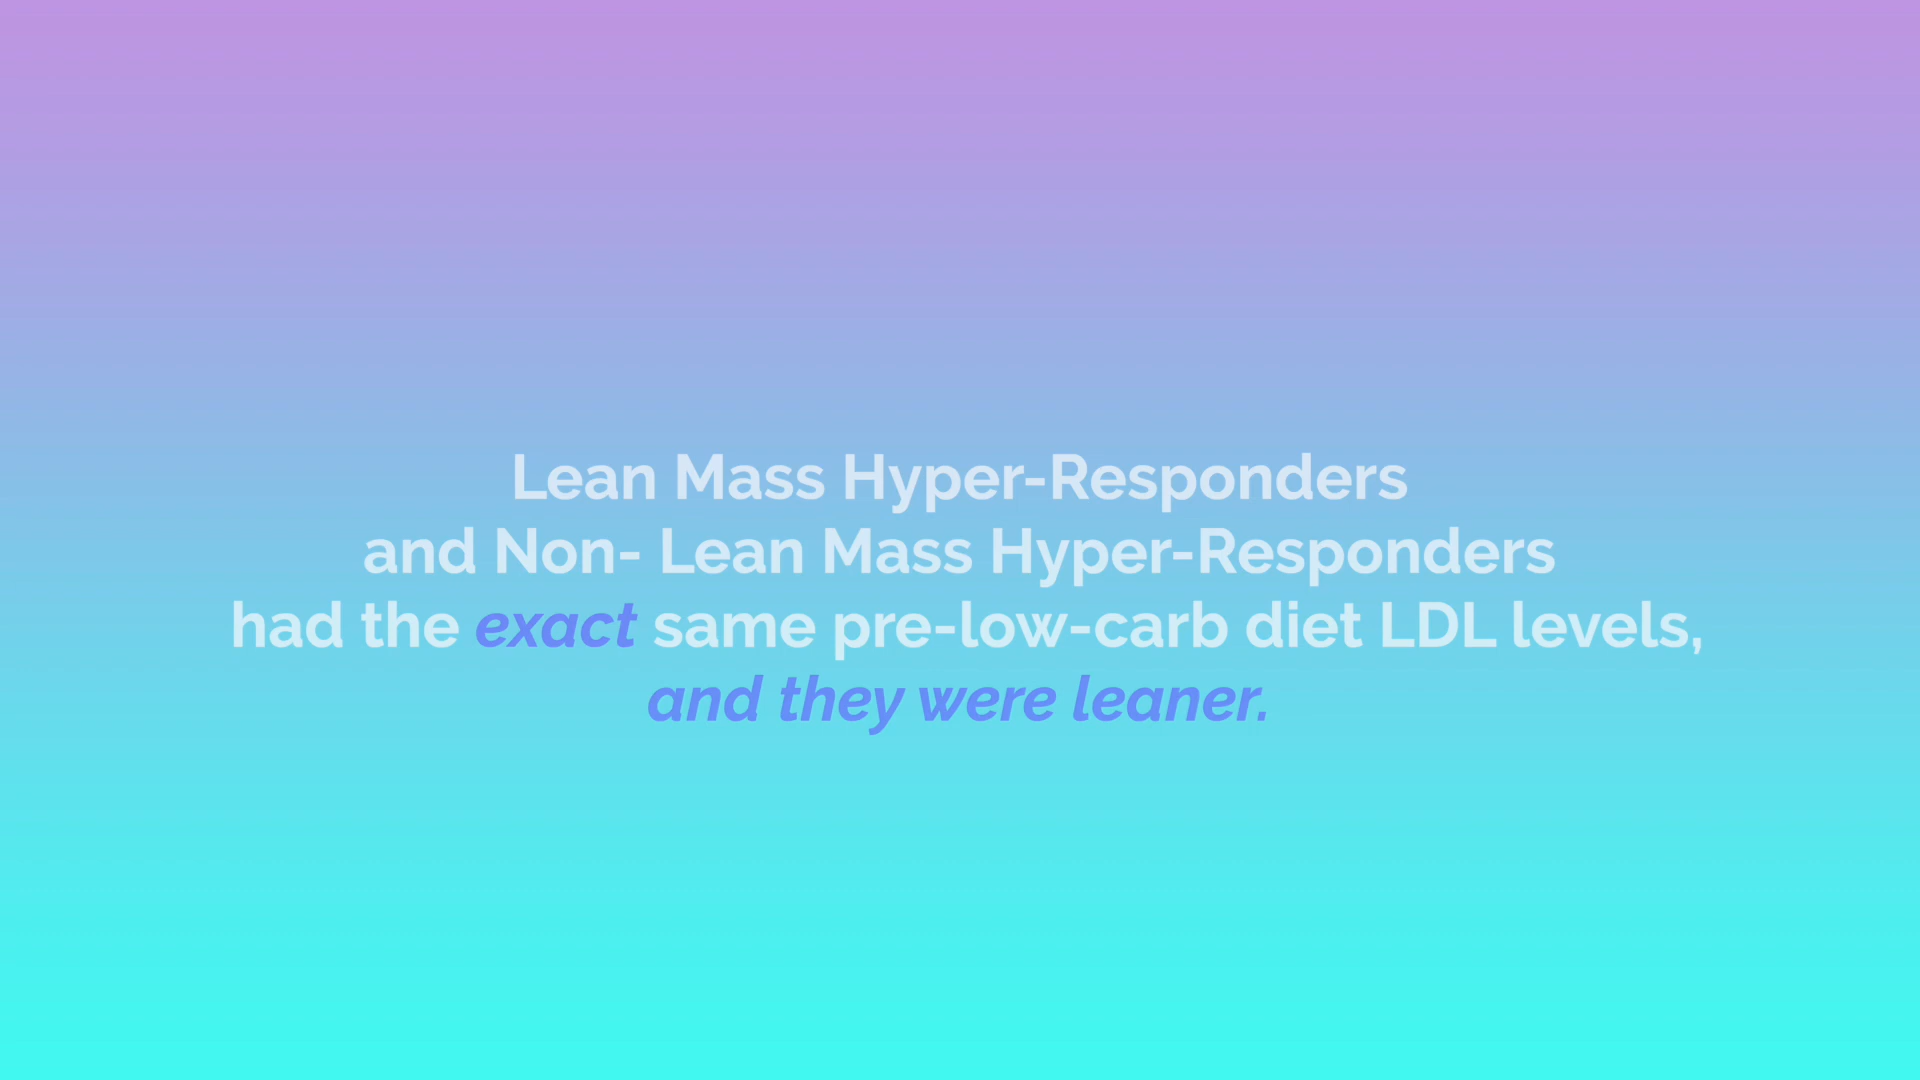 Lean Mass Hyper-Responders
and Non- Lean Mass Hyper-Responders
had the exact same pre-low-carb diet LDL levels,
and they were leaner.